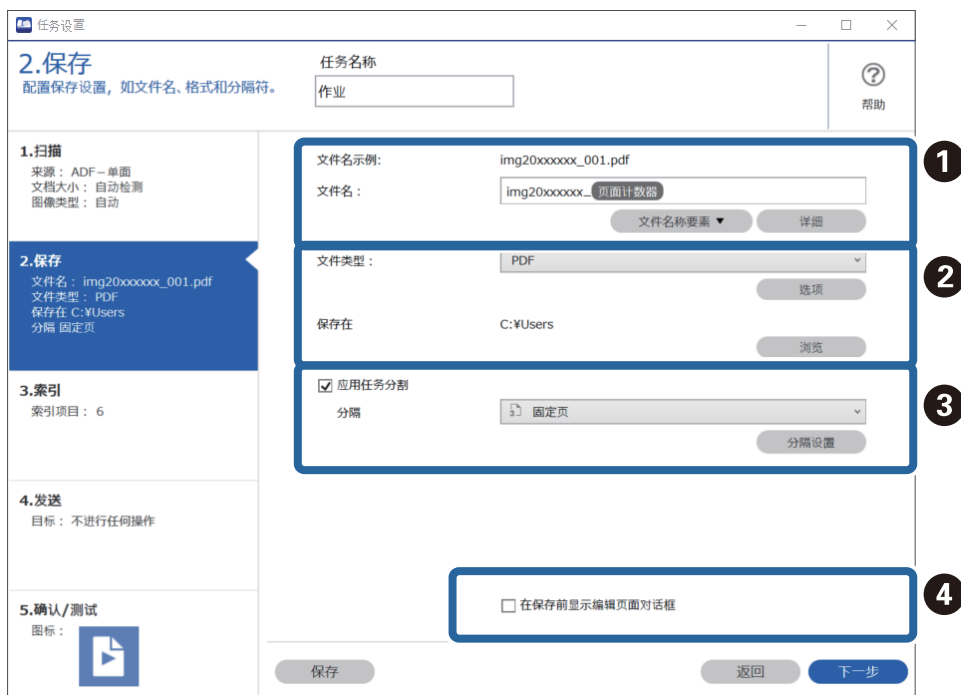 任务设置
2.保存
配置保存设置，如文件名、格式和分隔符。
任务名称
作业
帮助
1.扫描
来源： ADF－单面
文档大小： 自动检测
图像类型： 自动
2.保存
文件名： img20xxxxxx_001.pdf
文件类型： PDF
保存在 C:¥Users
分隔 固定页
3.索引
索引项目： 6
4.发送
目标： 不进行任何操作
5.确认/测试
图标：
文件名示例: img20xxxxxx_001.pdf
文件名： img20xxxxxx_ 页面计数器
文件名称要素▼ 详细
1
文件类型： PDF
选项
保存在 C:¥Users
浏览
2
应用任务分割
分隔 固定页
分隔设置
3
在保存前显示编辑页面对话框
4
保存 返回 下一步